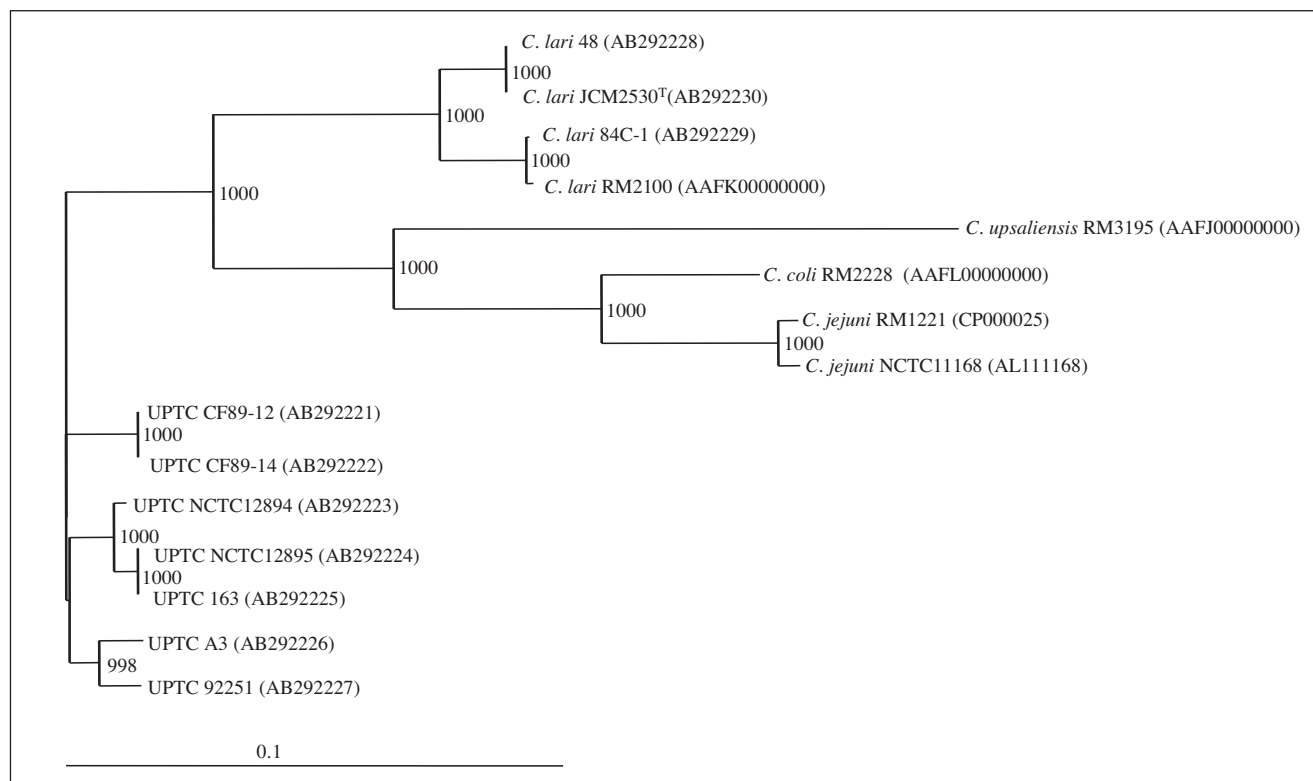 C. lari 48 (AB292228)
1000
C. lari JCM2530ᵀ(AB292230)
1000
C. lari 84C-1 (AB292229)
1000
C. lari RM2100 (AAFK00000000)
1000
C. upsaliensis RM3195 (AAFJ00000000)
1000
C. coli RM2228 (AAFL00000000)
1000
C. jejuni RM1221 (CP000025)
1000
C. jejuni NCTC11168 (AL111168)
UPTC CF89-12 (AB292221)
1000
UPTC CF89-14 (AB292222)
UPTC NCTC12894 (AB292223)
1000
UPTC NCTC12895 (AB292224)
1000
UPTC 163 (AB292225)
UPTC A3 (AB292226)
998
UPTC 92251 (AB292227)
0.1